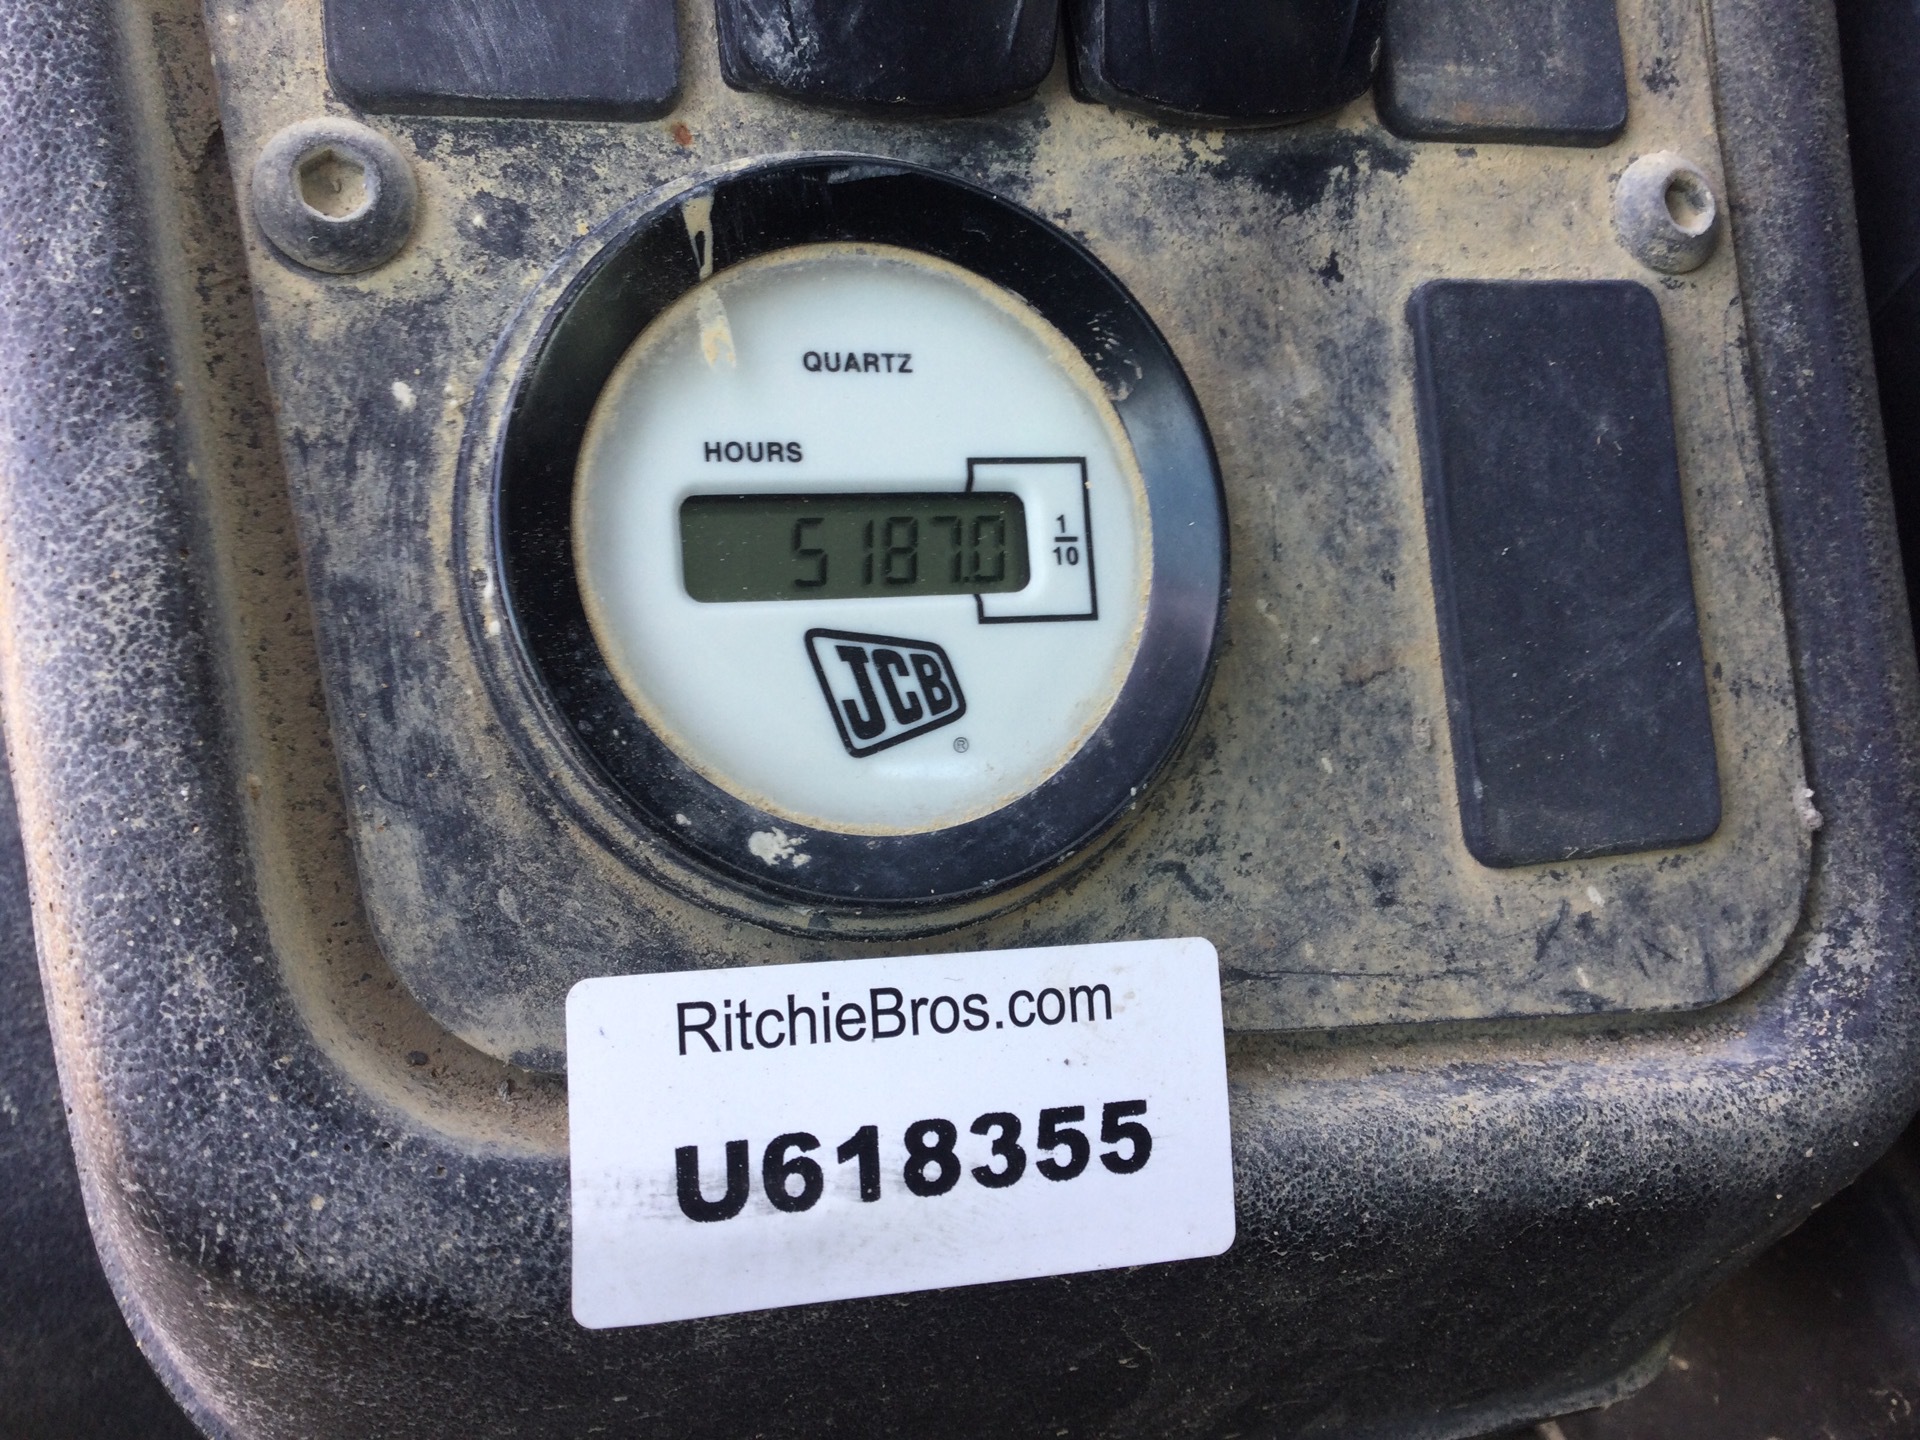 QUARTZ
HOURS
5187.0
1
10
JCB
®
RitchieBros.com
U618355